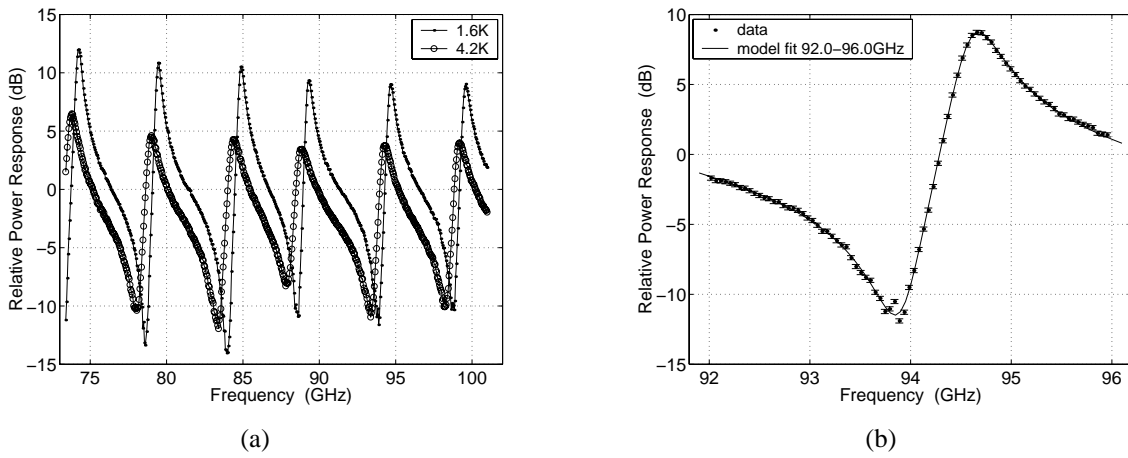 15
10
5
0
−5
−10
−15
Relative Power Response (dB)
75 80 85 90 95 100
Frequency (GHz)
1.6K
4.2K
(a)
10
5
0
−5
−10
−15
Relative Power Response (dB)
92 93 94 95 96
Frequency (GHz)
data
model fit 92.0−96.0GHz
(b)